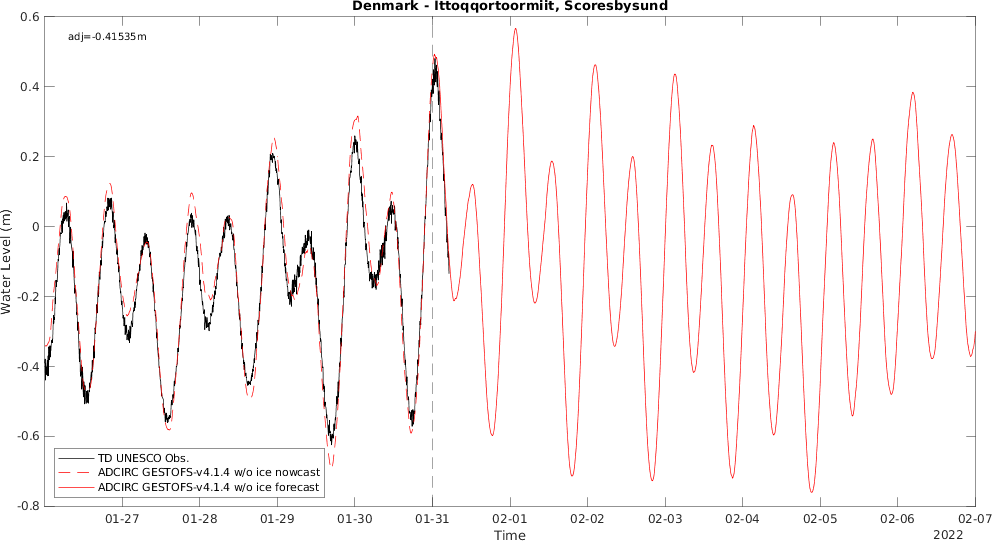 Denmark - Ittoqqortoormiit, Scoresbysund
adj=-0.41535m
0.6
0.4
0.2
0
-0.2
-0.4
-0.6
-0.8
Water Level (m)
TD UNESCO Obs.
ADCIRC GESTOFS-v4.1.4 w/o ice nowcast
ADCIRC GESTOFS-v4.1.4 w/o ice forecast
01-27 01-28 01-29 01-30 01-31 02-01 02-02 02-03 02-04 02-05 02-06 02-07
Time
2022